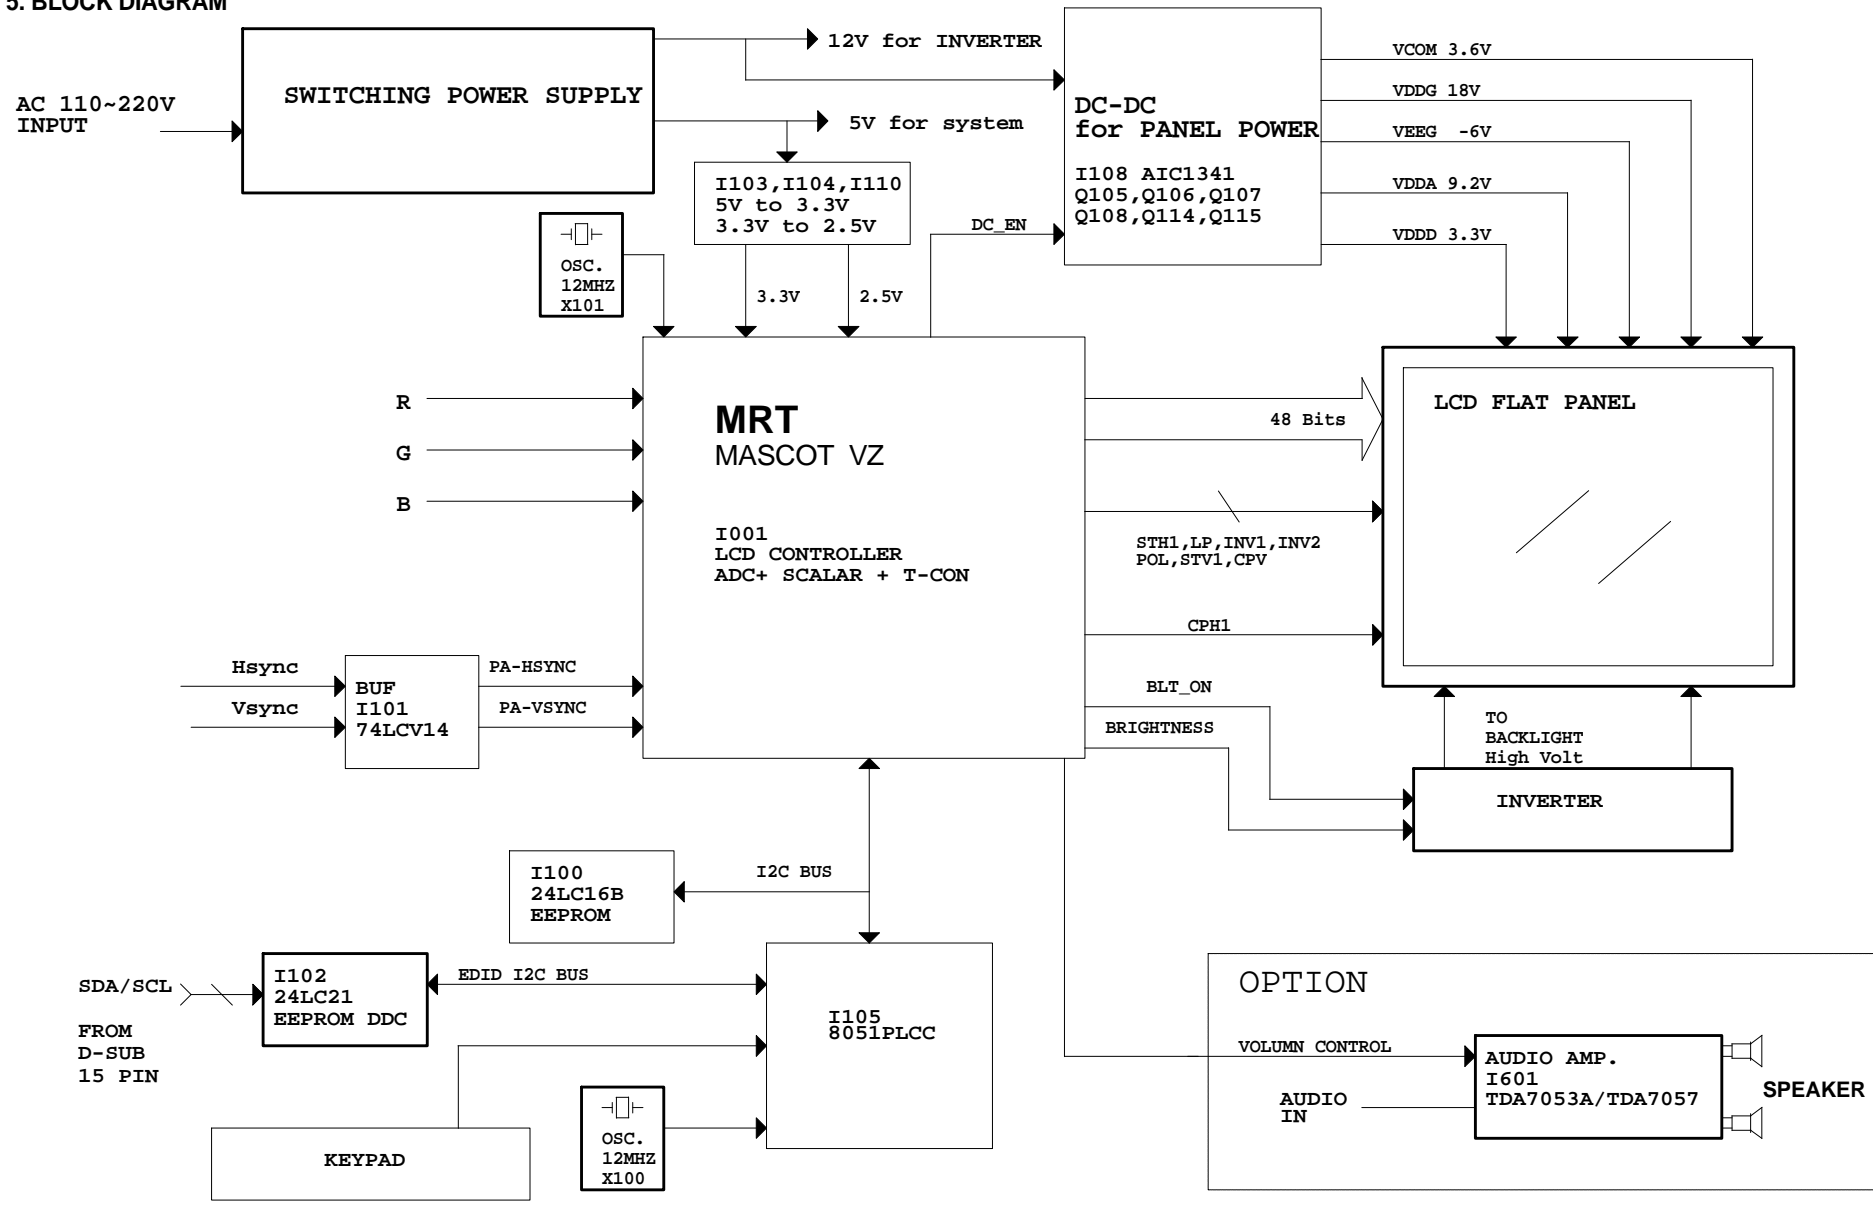 5. BLOCK DIAGRAM
12V for INVERTER
SWITCHING POWER SUPPLY
AC 110~220V
INPUT
5V for system
I103,I104,I110
5V to 3.3V
3.3V to 2.5V
DC-DC
for PANEL POWER
I108 AIC1341
Q105,Q106,Q107
Q108,Q114,Q115
VCOM 3.6V
VDDG 18V
VEEG -6V
VDDA 9.2V
VDDD 3.3V
DC_EN
OSC.
12MHZ
X101
3.3V
2.5V
R
G
B
MRT
MASCOT VZ
I001
LCD CONTROLLER
ADC+ SCALAR + T-CON
48 Bits
LCD FLAT PANEL
STH1,LP,INV1,INV2
POL,STV1,CPV
CPH1
Hsync
Vsync
BUF
I101
74LCV14
PA-HSYNC
PA-VSYNC
BLT_ON
BRIGHTNESS
TO
BACKLIGHT
High Volt
INVERTER
I100
24LC16B
EEPROM
I2C BUS
SDA/SCL
FROM
D-SUB
15 PIN
I102
24LC21
EEPROM DDC
EDID I2C BUS
I105
8051PLCC
KEYPAD
OSC.
12MHZ
X100
OPTION
VOLUMN CONTROL
AUDIO
IN
AUDIO AMP.
I601
TDA7053A/TDA7057
SPEAKER